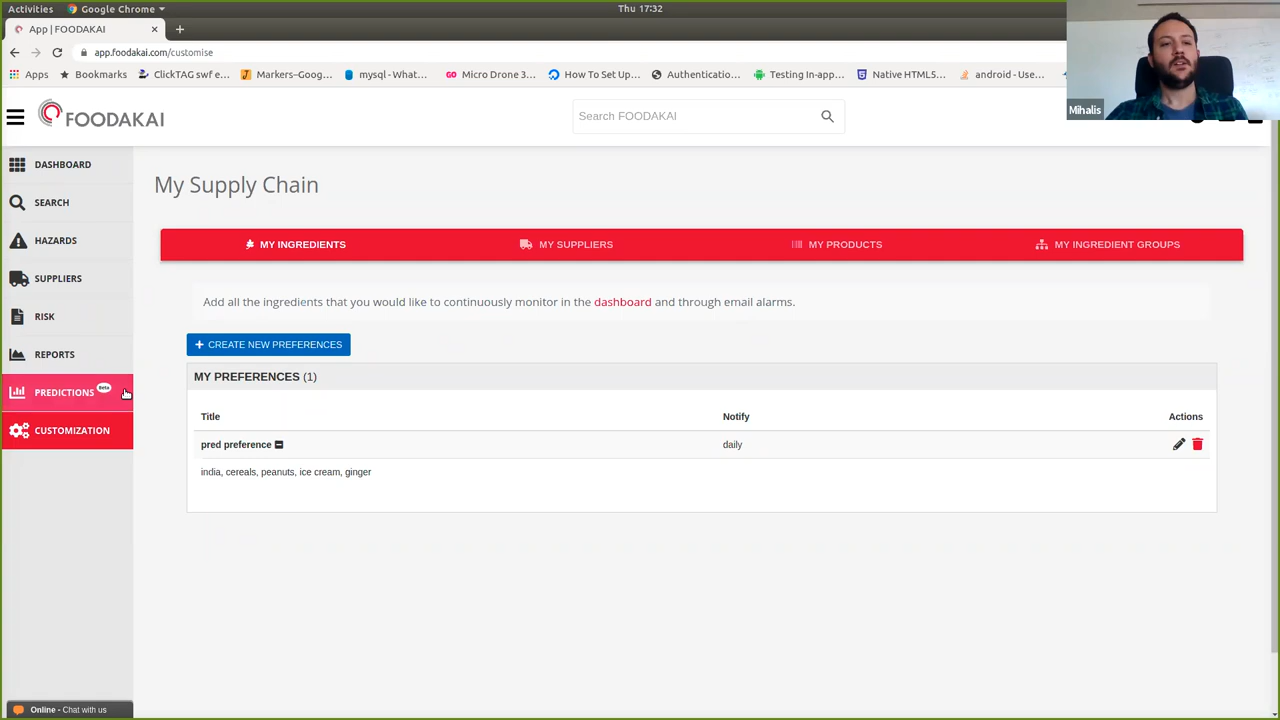 Activities
Google Chrome
Thu 17:32
App | FOODAKAI
app.foodakai.com/customise
Apps
Bookmarks
ClickTAG swf e...
Markers–Goog...
mysql - What...
Micro Drone 3...
How To Set Up...
Authenticatio...
Testing In-app...
Native HTML5...
android - Use...
Mihalis
FOODAKAI
Search FOODAKAI
DASHBOARD
SEARCH
HAZARDS
SUPPLIERS
RISK
REPORTS
PREDICTIONS Beta
CUSTOMIZATION
My Supply Chain
MY INGREDIENTS
MY SUPPLIERS
MY PRODUCTS
MY INGREDIENT GROUPS
Add all the ingredients that you would like to continuously monitor in the dashboard and through email alarms.
+ CREATE NEW PREFERENCES
MY PREFERENCES (1)
Title
Notify
Actions
pred preference
daily
india, cereals, peanuts, ice cream, ginger
Online - Chat with us